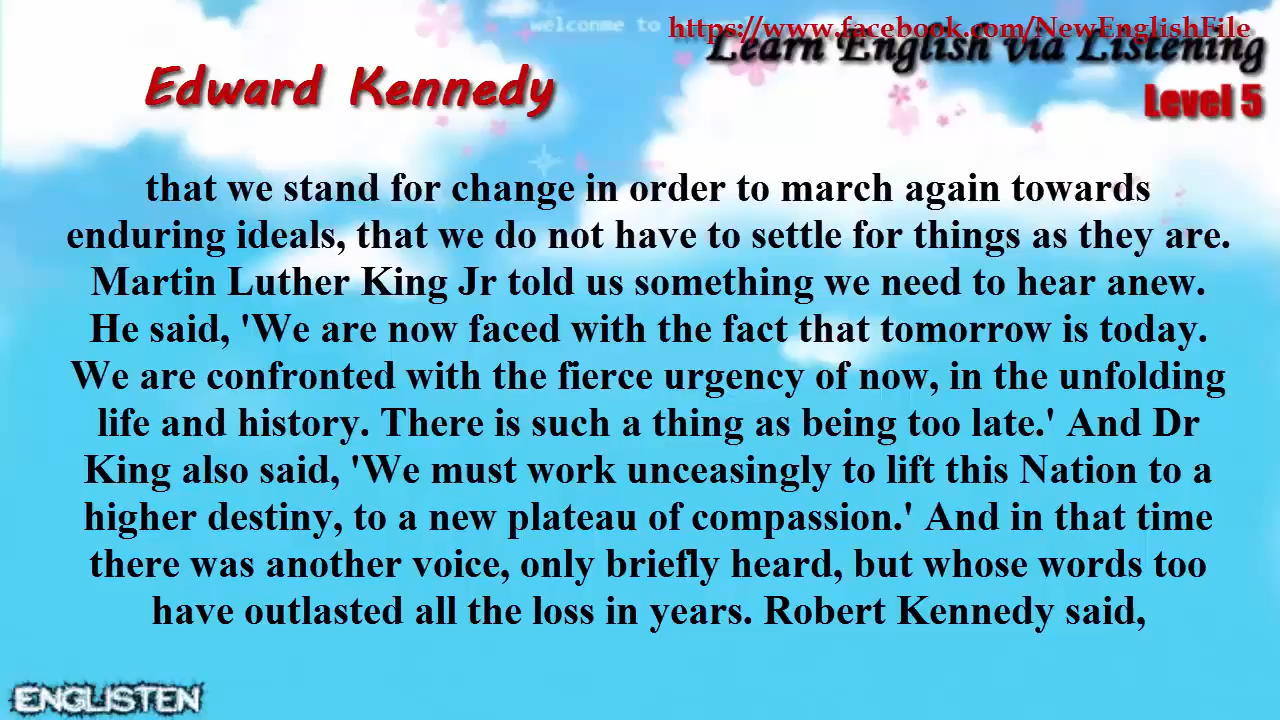 welconme to
https://www.facebook.com/NewEnglishFile
Learn English via Listening
Edward Kennedy
Level 5
that we stand for change in order to march again towards
enduring ideals, that we do not have to settle for things as they are.
Martin Luther King Jr told us something we need to hear anew.
He said, 'We are now faced with the fact that tomorrow is today.
We are confronted with the fierce urgency of now, in the unfolding
life and history. There is such a thing as being too late.' And Dr
King also said, 'We must work unceasingly to lift this Nation to a
higher destiny, to a new plateau of compassion.' And in that time
there was another voice, only briefly heard, but whose words too
have outlasted all the loss in years. Robert Kennedy said,
ENGLISTEN